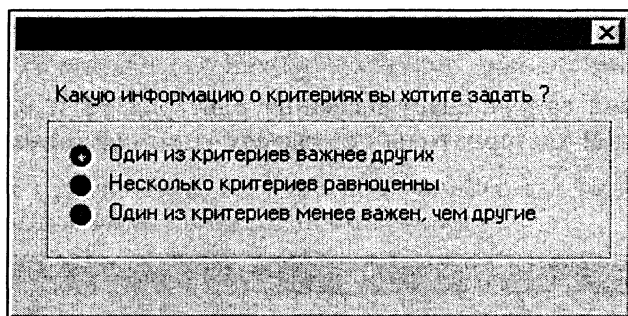 Какую информацию о критериях вы хотите задать ?
Один из критериев важнее других
Несколько критериев равноценны
Один из критериев менее важен, чем другие